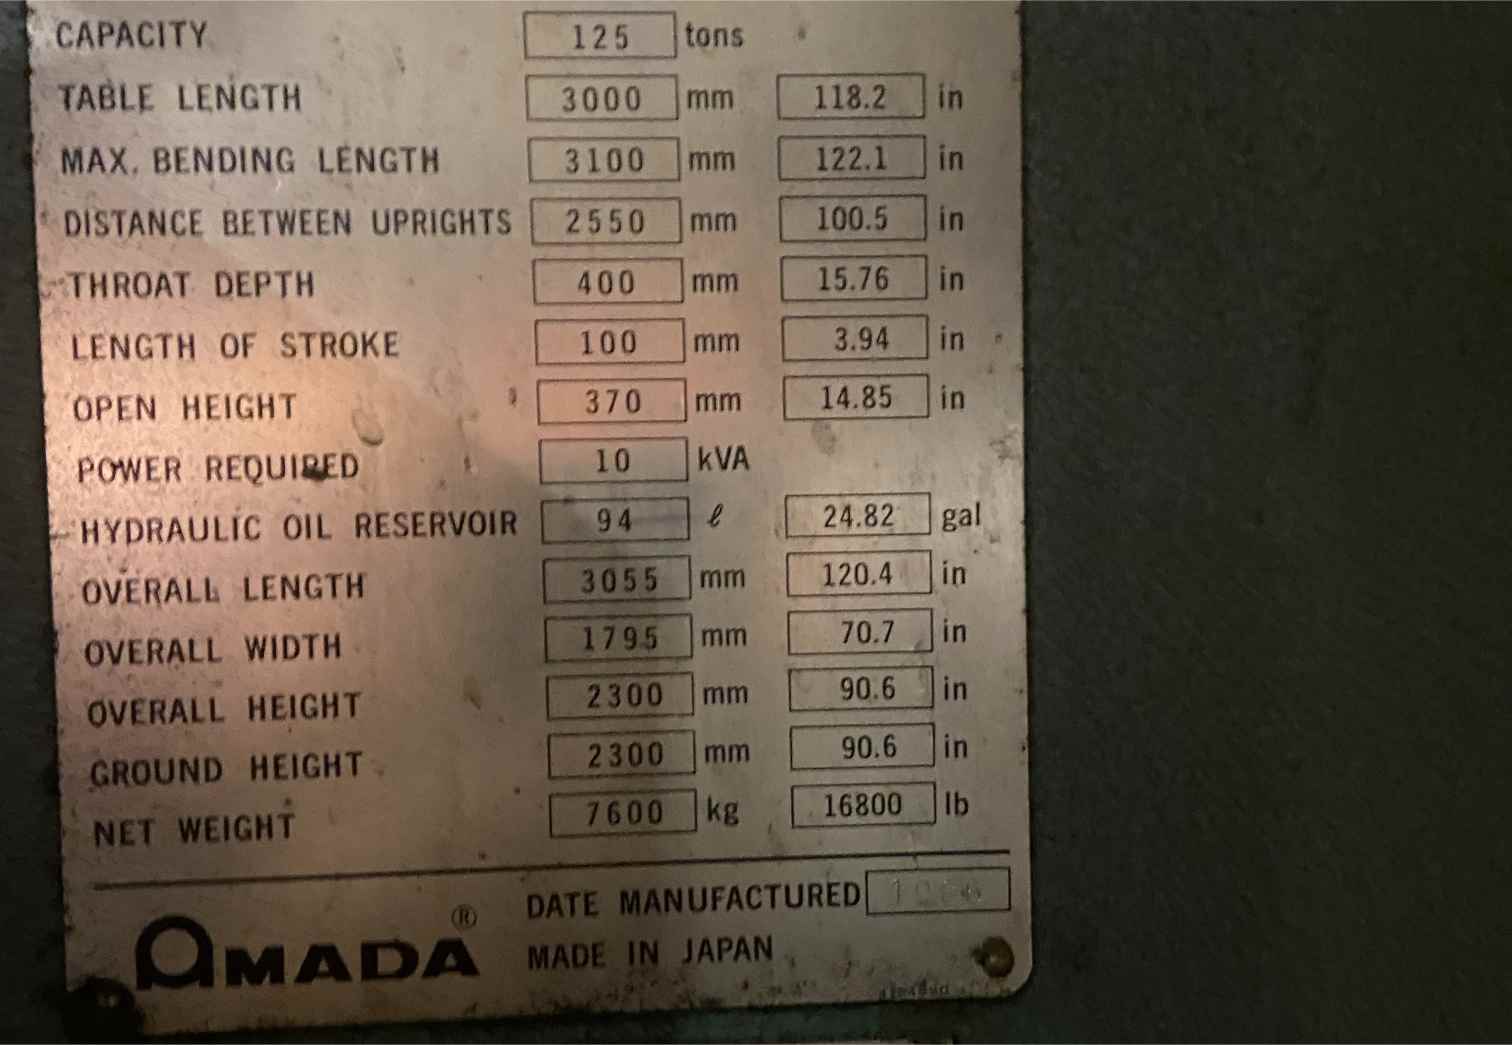 CAPACITY 125 tons
TABLE LENGTH 3000 mm 118.2 in
MAX. BENDING LENGTH 3100 mm 122.1 in
DISTANCE BETWEEN UPRIGHTS 2550 mm 100.5 in
THROAT DEPTH 400 mm 15.76 in
LENGTH OF STROKE 100 mm 3.94 in
OPEN HEIGHT 370 mm 14.85 in
POWER REQUIRED 10 kVA
HYDRAULIC OIL RESERVOIR 94 ℓ 24.82 gal
OVERALL LENGTH 3055 mm 120.4 in
OVERALL WIDTH 1795 mm 70.7 in
OVERALL HEIGHT 2300 mm 90.6 in
GROUND HEIGHT 2300 mm 90.6 in
NET WEIGHT 7600 kg 16800 lb
DATE MANUFACTURED
AMADA ®
MADE IN JAPAN